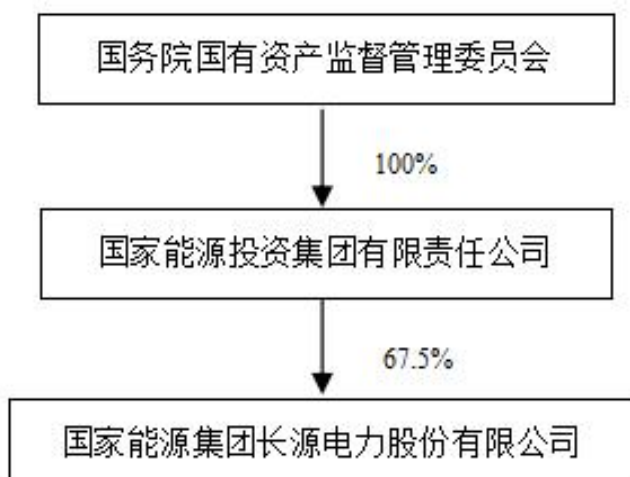 国务院国有资产监督管理委员会
100%
国家能源投资集团有限责任公司
67.5%
国家能源集团长源电力股份有限公司